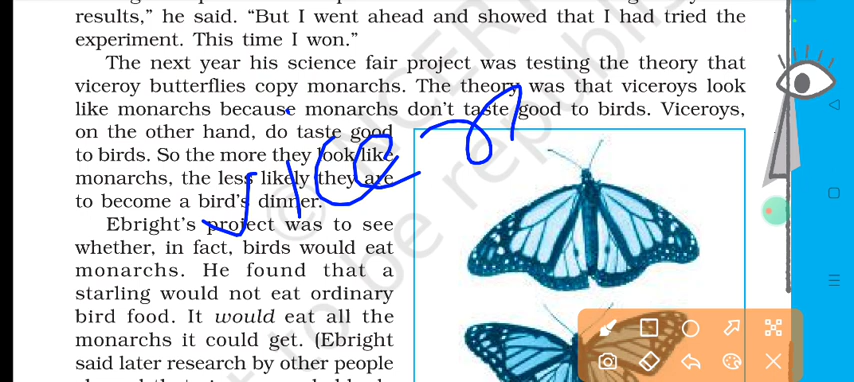 results,” he said. “But I went ahead and showed that I had tried the
experiment. This time I won.”
The next year his science fair project was testing the theory that
viceroy butterflies copy monarchs. The theory was that viceroys look
like monarchs because monarchs don’t taste good to birds. Viceroys,
on the other hand, do taste good
to birds. So the more they look like
monarchs, the less likely they are
to become a bird’s dinner.
Ebright’s project was to see
whether, in fact, birds would eat
monarchs. He found that a
starling would not eat ordinary
bird food. It would eat all the
monarchs it could get. (Ebright
said later research by other people
© NCERT
not to be republished